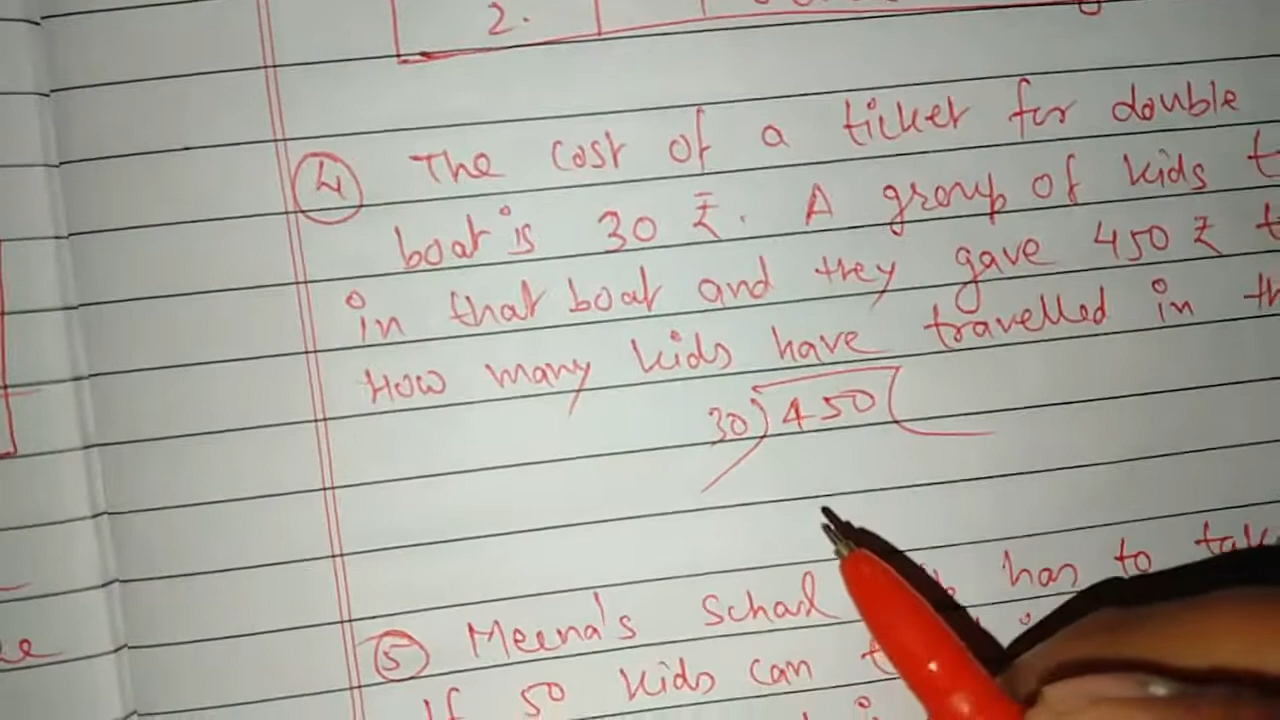 2.
4 The cost of a ticket for double
boat is 30 ₹. A group of kids
in that boat and they gave 450 ₹
How many kids have travelled in
30)450(
5 Meena's school has to
If 50 kids can